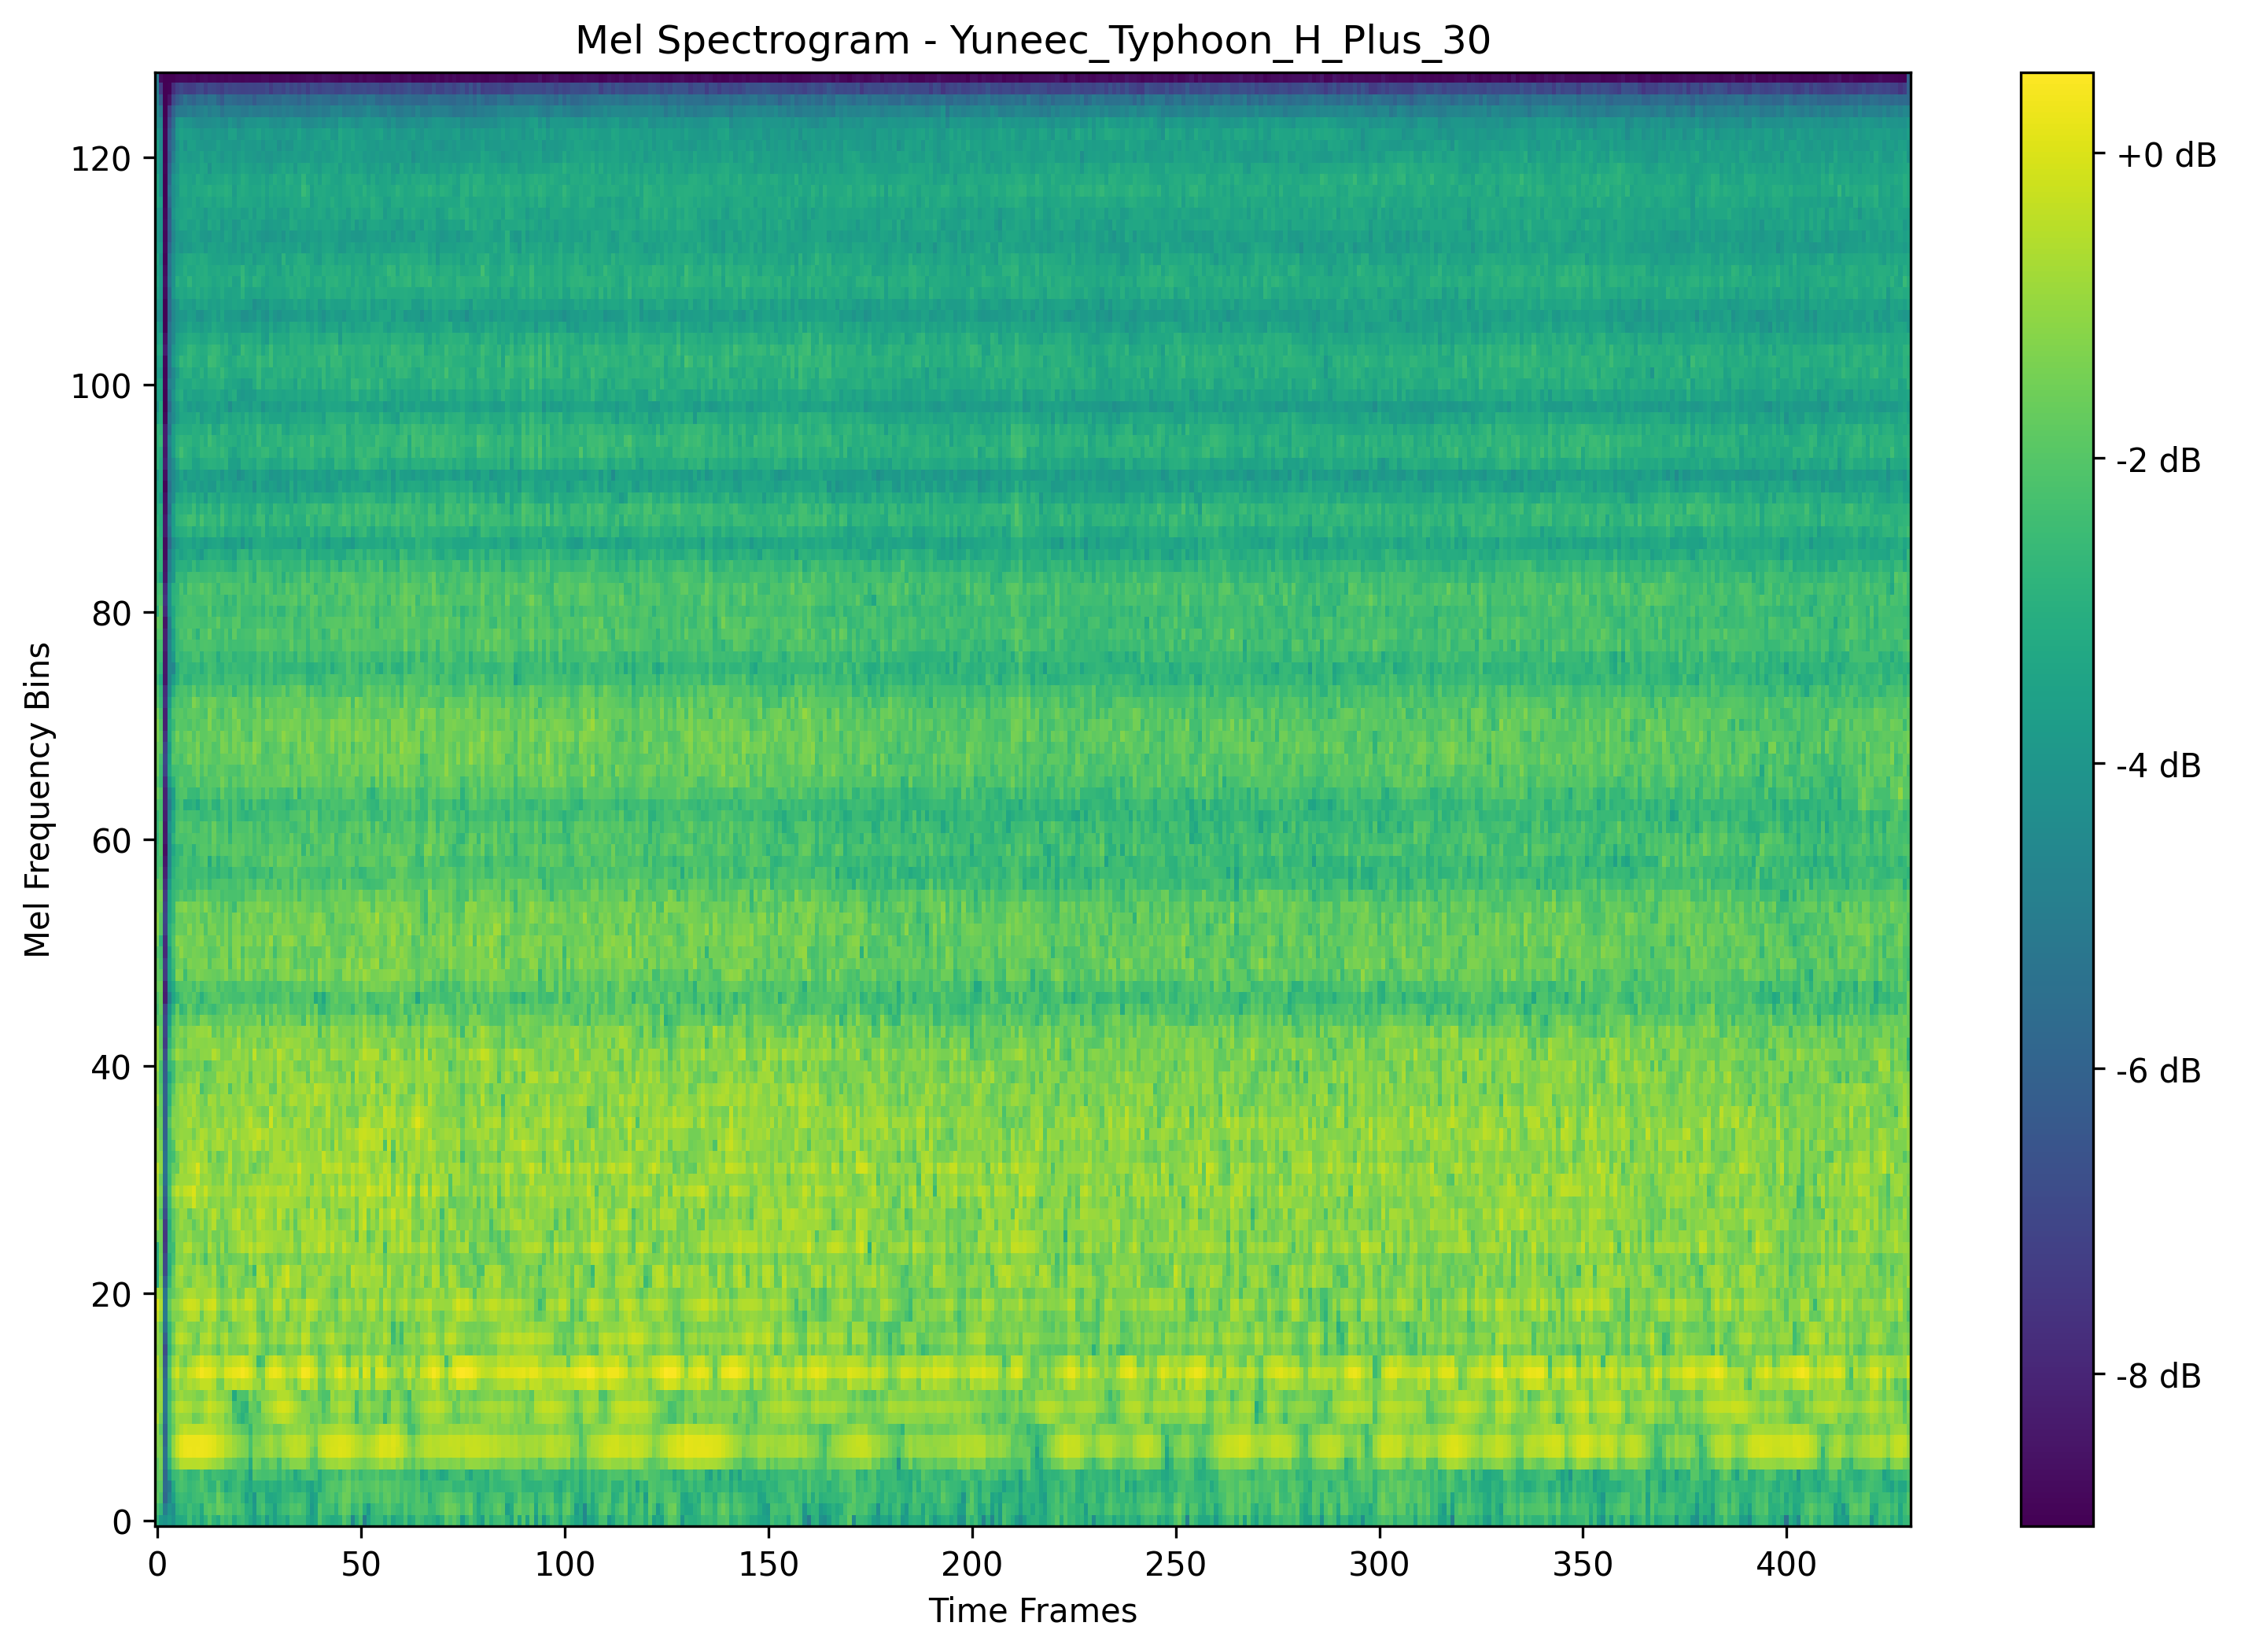 Mel Spectrogram - Yuneec_Typhoon_H_Plus_30
Mel Frequency Bins
120
100
80
60
40
20
0
0 50 100 150 200 250 300 350 400
Time Frames
+0 dB
-2 dB
-4 dB
-6 dB
-8 dB